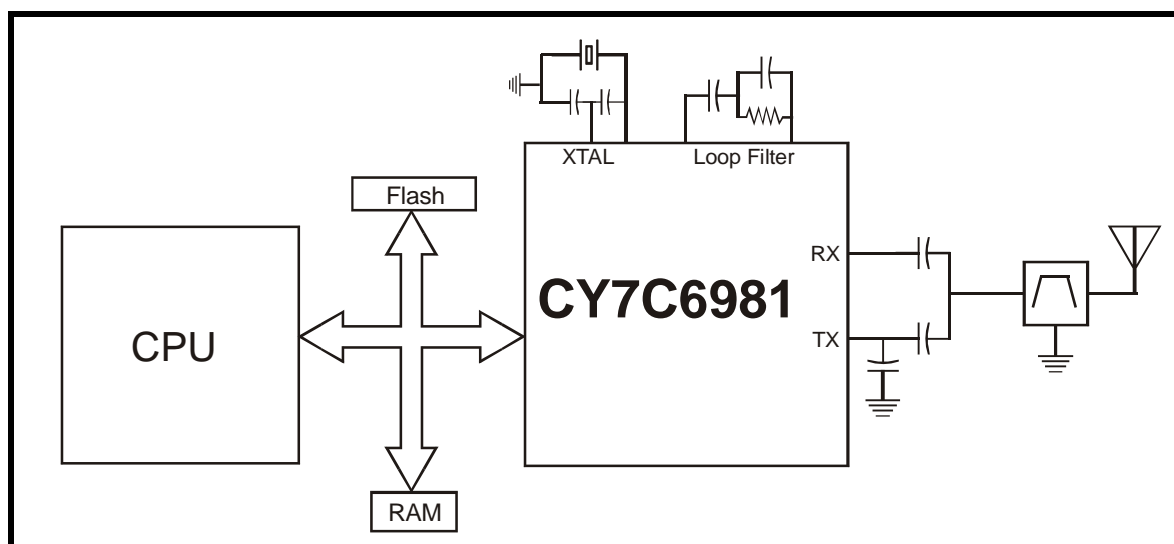 XTAL
Loop Filter
Flash
RX
CY7C6981
CPU
TX
RAM